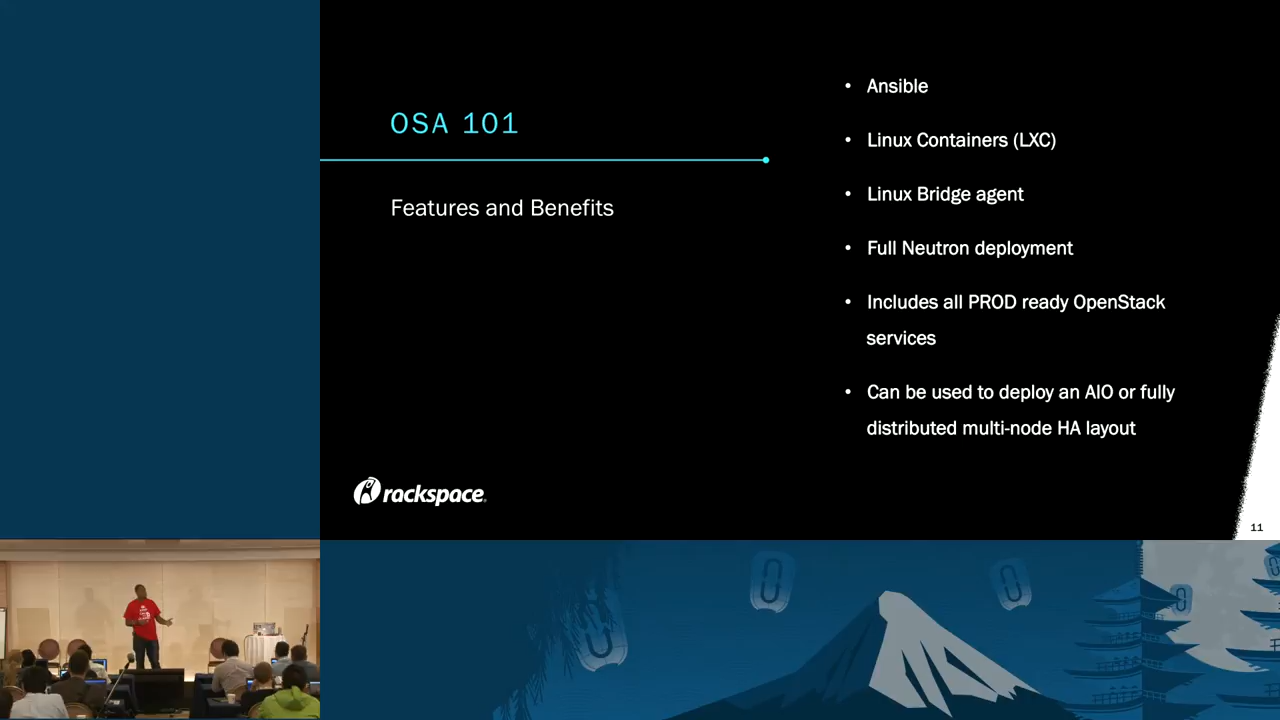 OSA 101
Features and Benefits
• Ansible
• Linux Containers (LXC)
• Linux Bridge agent
• Full Neutron deployment
• Includes all PROD ready OpenStack
services
• Can be used to deploy an AIO or fully
distributed multi-node HA layout
rackspace
11